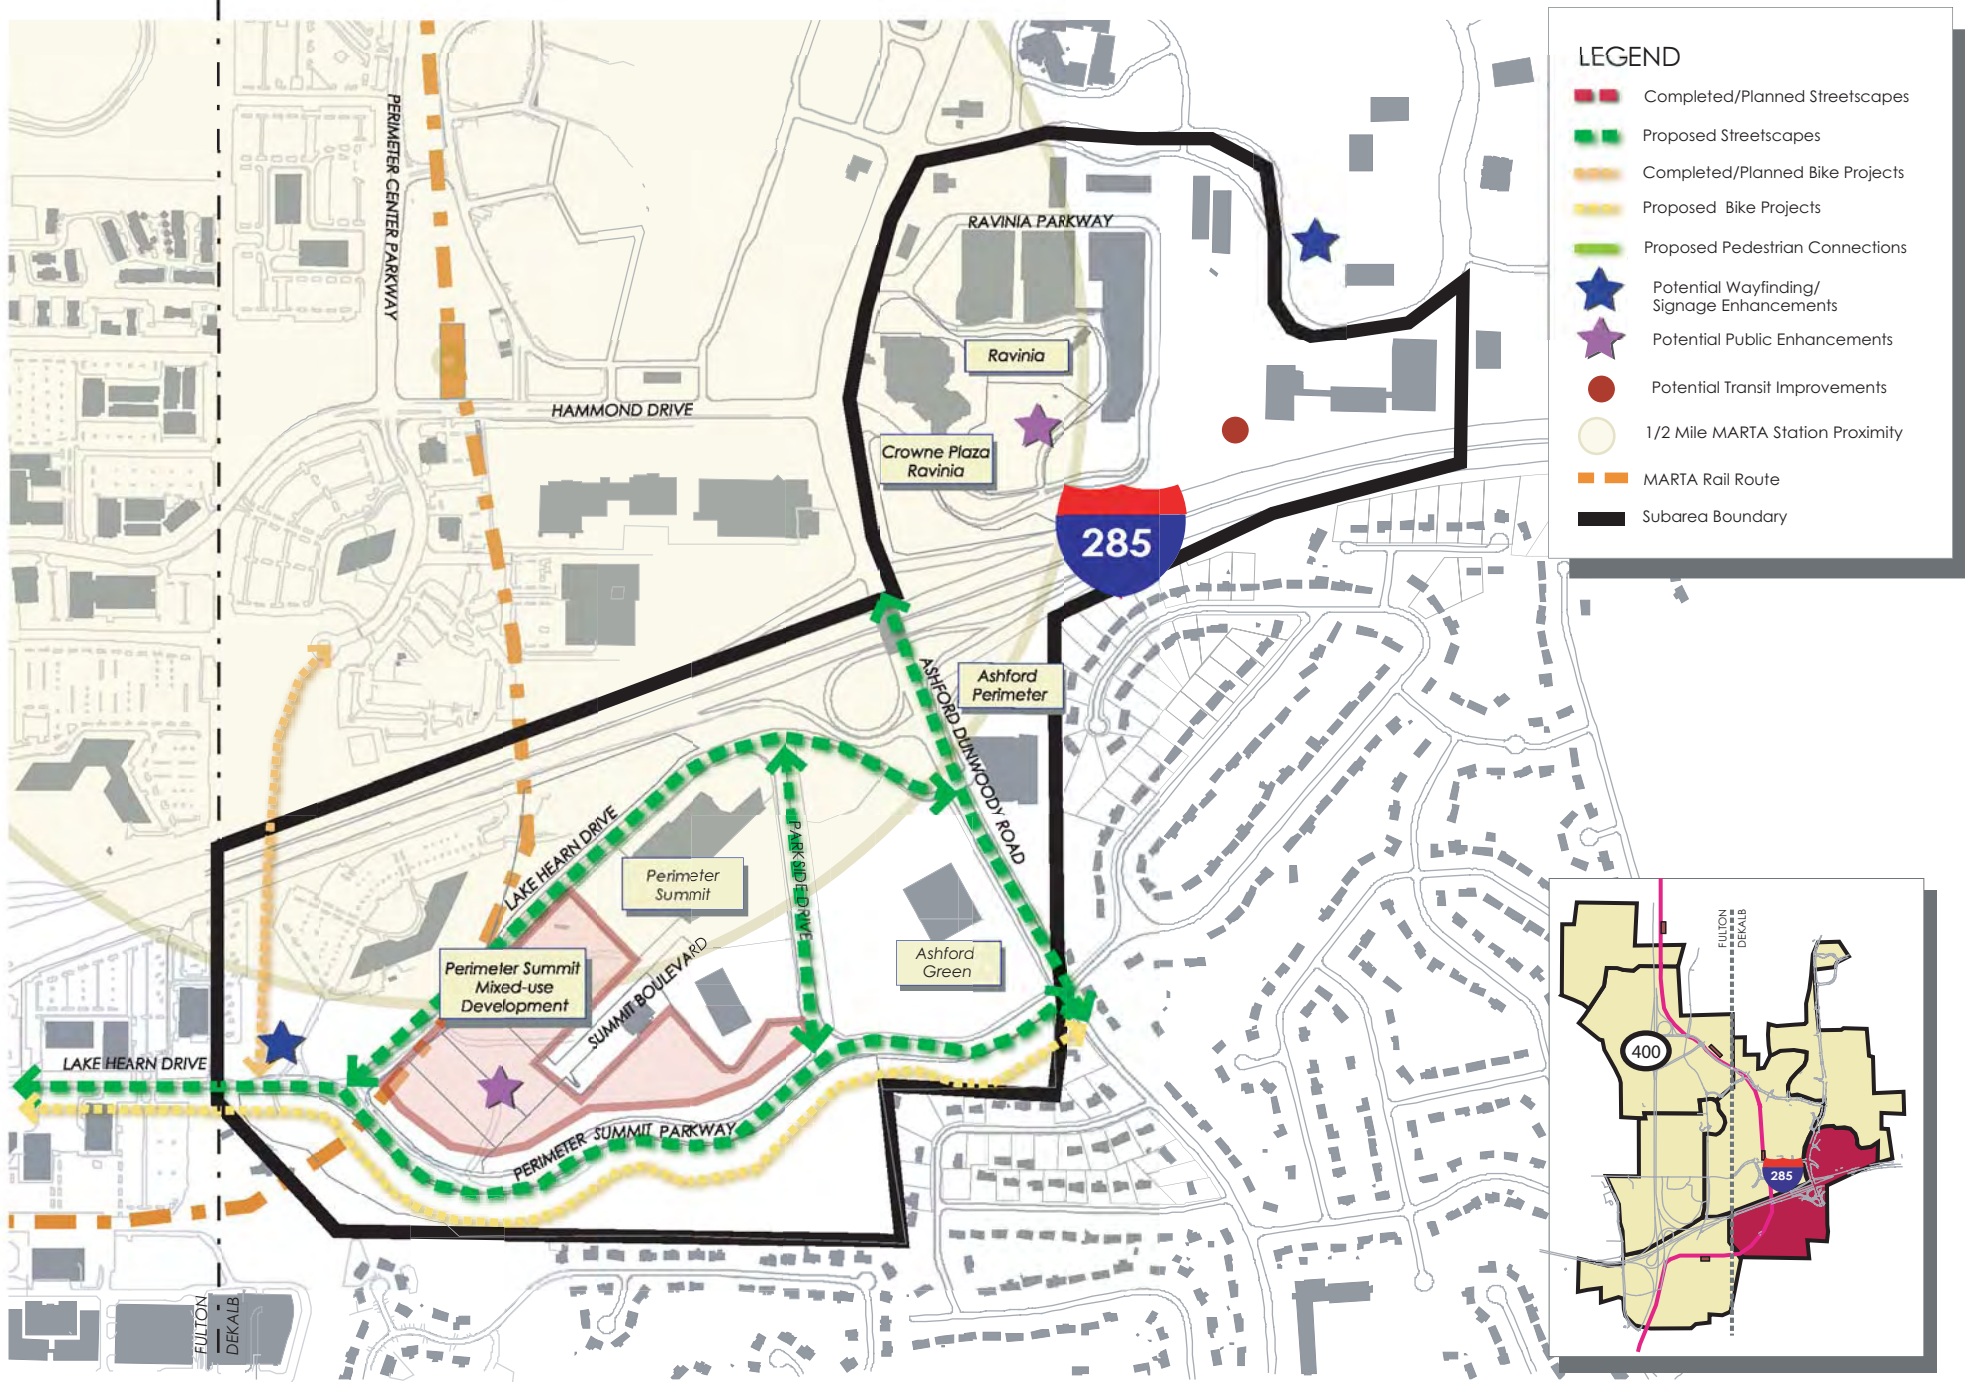 LEGEND
Completed/Planned Streetscapes
Proposed Streetscapes
Completed/Planned Bike Projects
Proposed Bike Projects
Proposed Pedestrian Connections
Potential Wayfinding/
Signage Enhancements
Potential Public Enhancements
Potential Transit Improvements
1/2 Mile MARTA Station Proximity
MARTA Rail Route
Subarea Boundary
PERIMETER CENTER PARKWAY
RAVINIA PARKWAY
Ravinia
HAMMOND DRIVE
Crowne Plaza
Ravinia
285
Ashford
Perimeter
ASHFORD DUNWOODY ROAD
LAKE HEARN DRIVE
PARKSIDE DRIVE
Perimeter
Summit
Ashford
Green
Perimeter Summit
Mixed-use
Development
SUMMIT BOULEVARD
LAKE HEARN DRIVE
PERIMETER SUMMIT PARKWAY
FULTON
DEKALB
FULTON
DEKALB
400
285